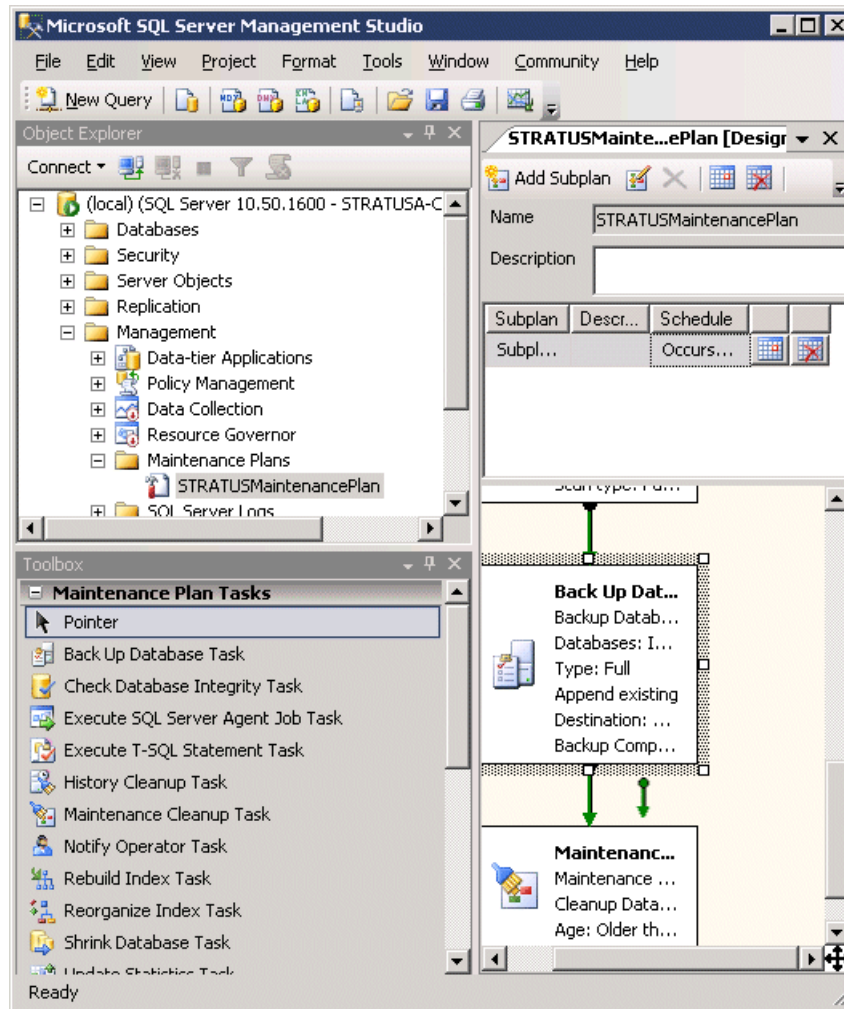 Microsoft SQL Server Management Studio
File Edit View Project Format Tools Window Community Help
New Query
Object Explorer
Connect
(local) (SQL Server 10.50.1600 - STRATUSA-C
Databases
Security
Server Objects
Replication
Management
Data-tier Applications
Policy Management
Data Collection
Resource Governor
Maintenance Plans
STRATUSMaintenancePlan
SQL Server Logs
Toolbox
Maintenance Plan Tasks
Pointer
Back Up Database Task
Check Database Integrity Task
Execute SQL Server Agent Job Task
Execute T-SQL Statement Task
History Cleanup Task
Maintenance Cleanup Task
Notify Operator Task
Rebuild Index Task
Reorganize Index Task
Shrink Database Task
Update Statistics Task
STRATUSMainte...ePlan [Design
Add Subplan
Name STRATUSMaintenancePlan
Description
Subplan Descr... Schedule
Subpl... Occurs...
Scan type: Fu...
Back Up Dat...
Backup Datab...
Databases: I...
Type: Full
Append existing
Destination: ...
Backup Comp...
Maintenanc...
Maintenance ...
Cleanup Data...
Age: Older th...
Ready